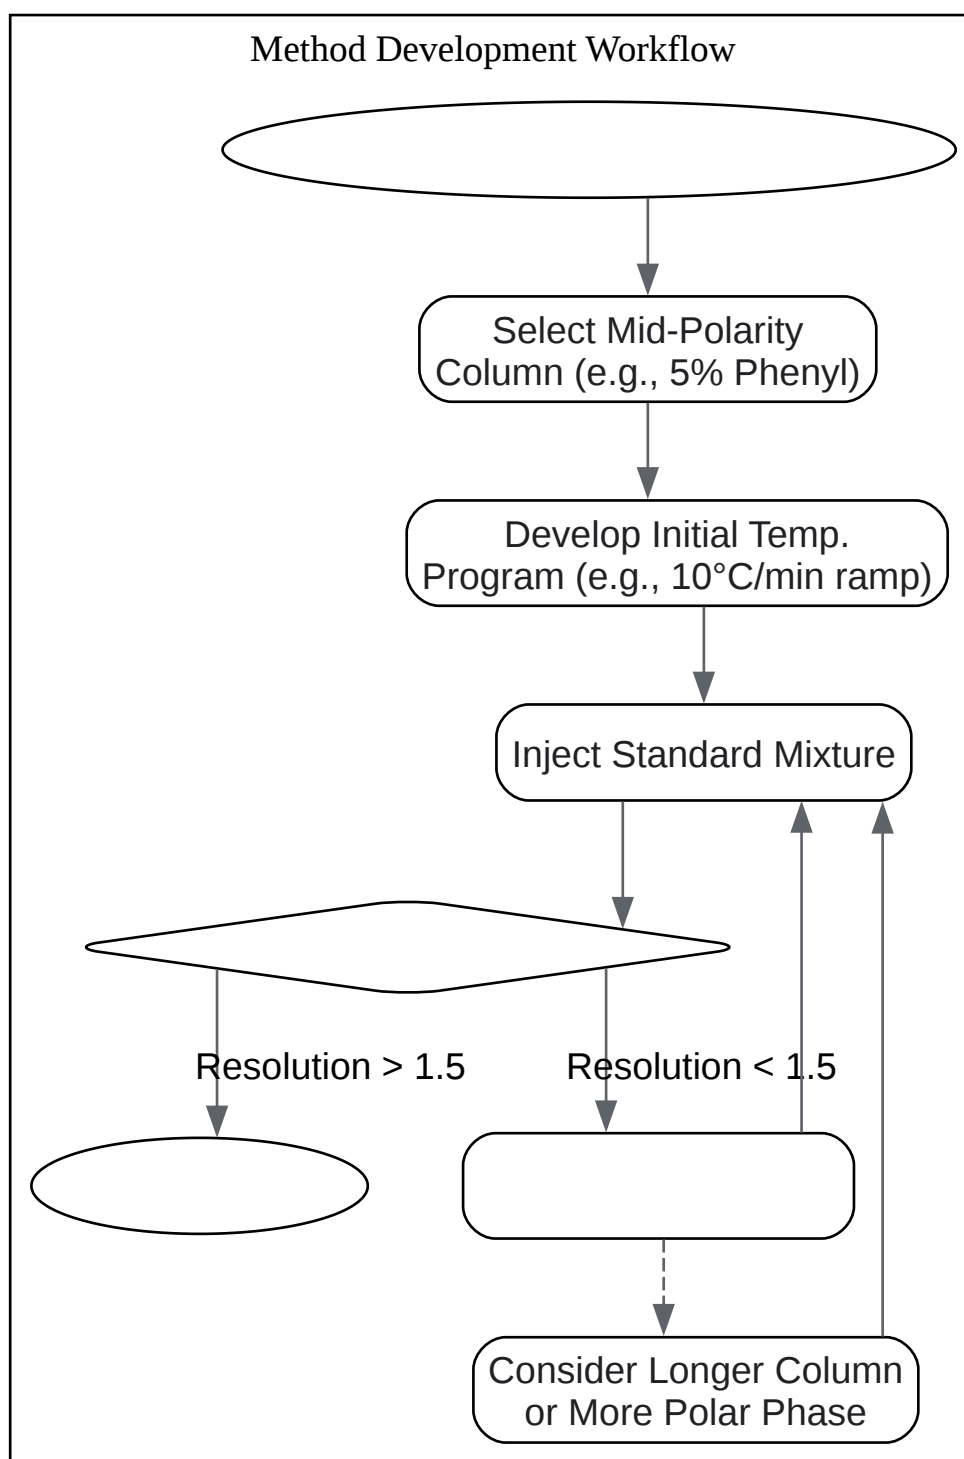 Method Development Workflow
Select Mid-Polarity
Column (e.g., 5% Phenyl)
Develop Initial Temp.
Program (e.g., 10°C/min ramp)
Inject Standard Mixture
Resolution > 1.5
Resolution < 1.5
Consider Longer Column
or More Polar Phase